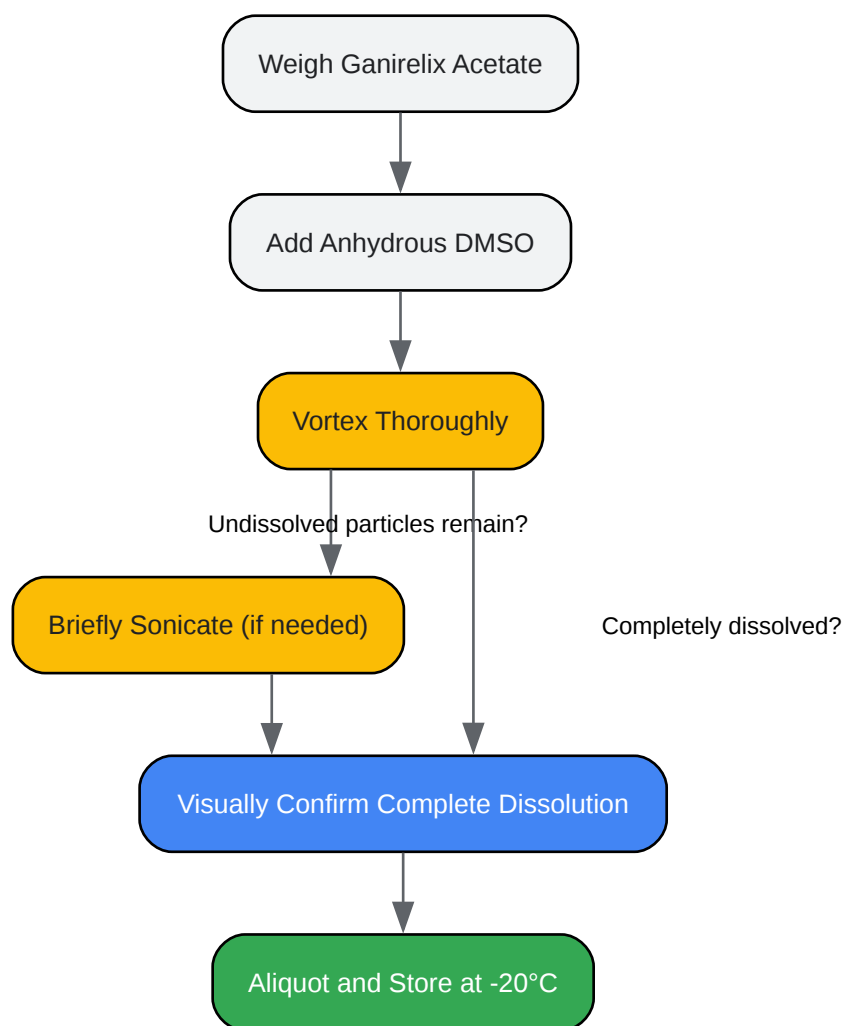 Weigh Ganirelix Acetate
Add Anhydrous DMSO
Vortex Thoroughly
Undissolved particles remain?
Briefly Sonicate (if needed)
Completely dissolved?
Visually Confirm Complete Dissolution
Aliquot and Store at -20°C